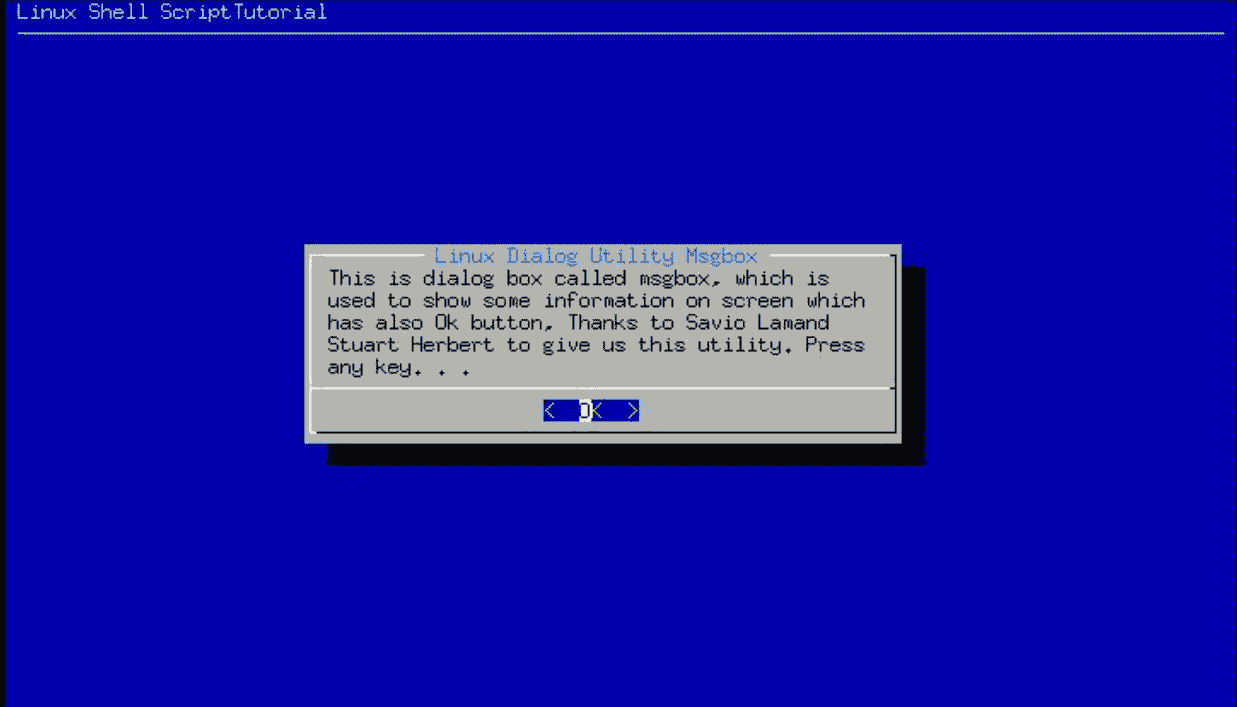 Linux Shell ScriptTutorial
Linux Dialog Utility Msgbox
This is dialog box called msgbox, which is
used to show some information on screen which
has also Ok button, Thanks to Savio Lamand
Stuart Herbert to give us this utility. Press
any key. . .
< OK >